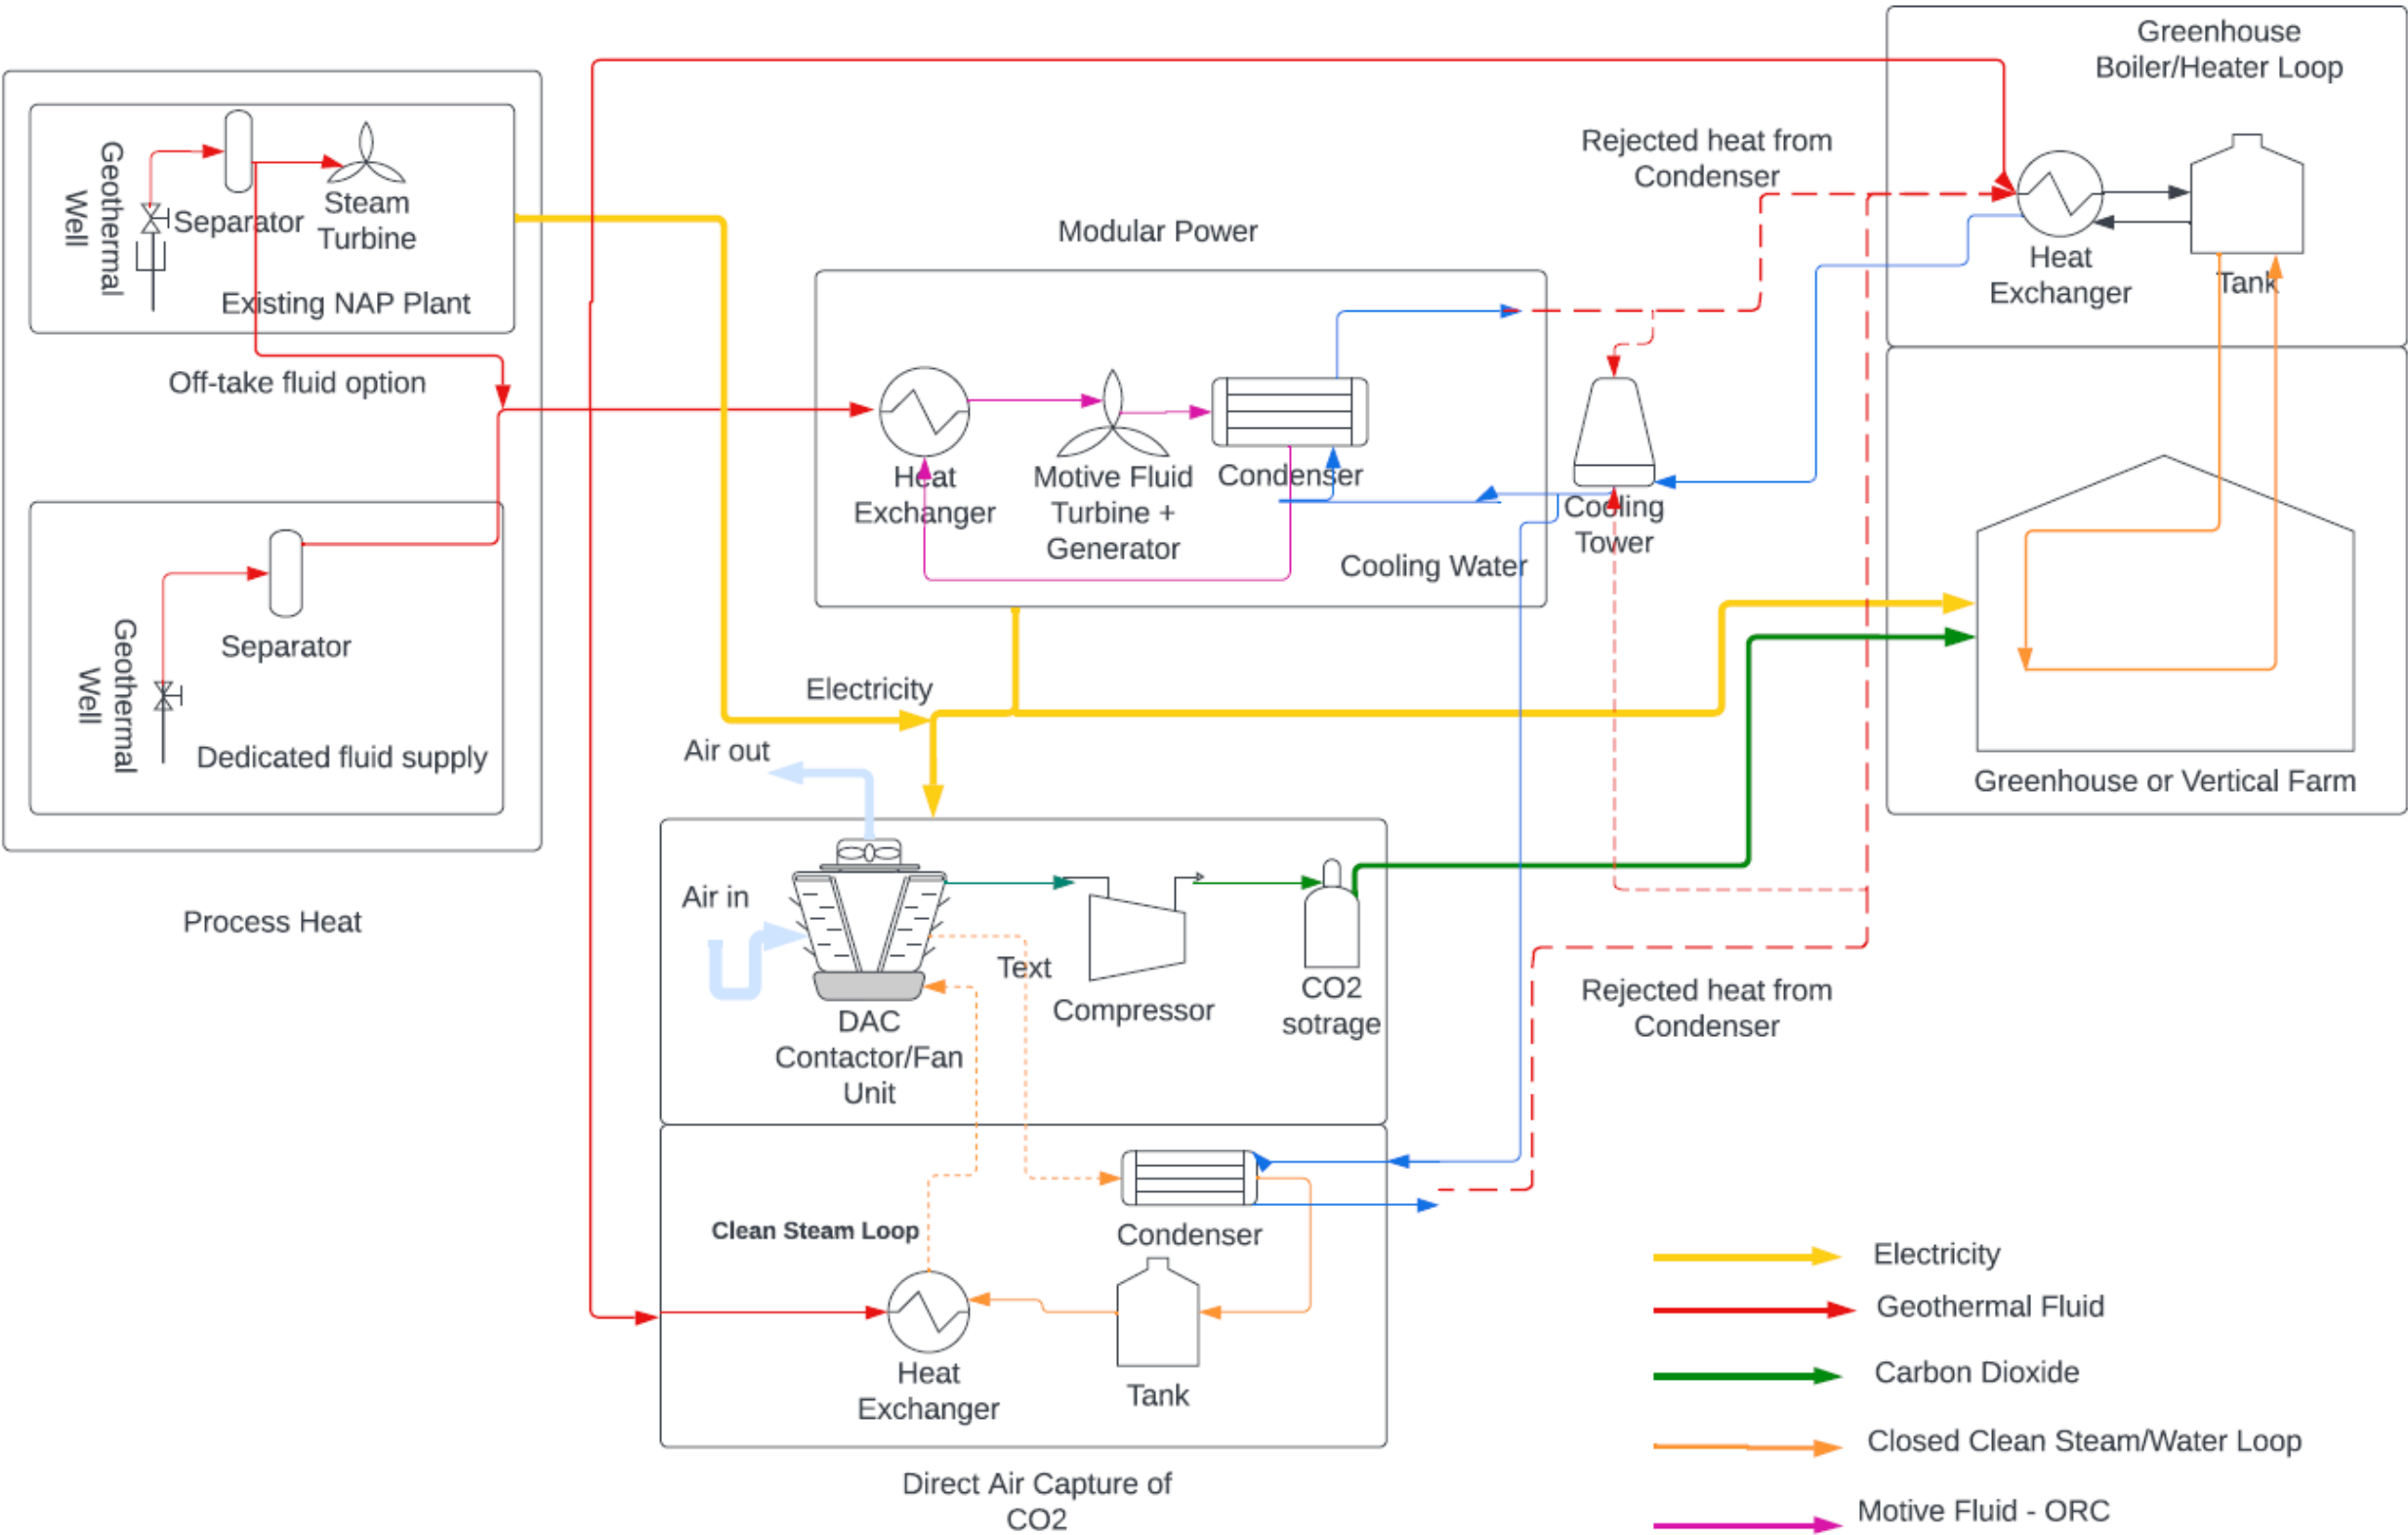 Greenhouse
Boiler/Heater Loop
Rejected heat from
Condenser
Geothermal
Well
Separator
Steam
Turbine
Existing NAP Plant
Modular Power
Heat
Exchanger
Tank
Off-take fluid option
Heat
Exchanger
Motive Fluid
Turbine +
Generator
Condenser
Cooling Water
Cooling
Tower
Geothermal
Well
Separator
Dedicated fluid supply
Electricity
Air out
Greenhouse or Vertical Farm
Process Heat
Air in
Text
DAC
Contactor/Fan
Unit
Compressor
CO2
sotrage
Rejected heat from
Condenser
Clean Steam Loop
Condenser
Heat
Exchanger
Tank
Direct Air Capture of
CO2
Electricity
Geothermal Fluid
Carbon Dioxide
Closed Clean Steam/Water Loop
Motive Fluid - ORC